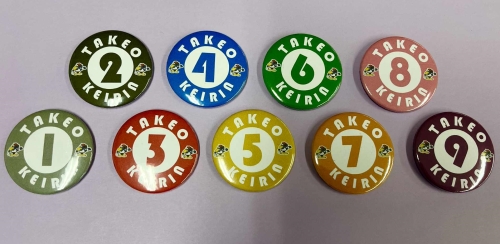 TAKEO
2
KEIRIN
TAKEO
4
KEIRIN
TAKEO
6
KEIRIN
TAKEO
8
KEIRIN
TAKEO
1
KEIRIN
TAKEO
3
KEIRIN
TAKEO
5
KEIRIN
TAKEO
7
KEIRIN
TAKEO
9
KEIRIN